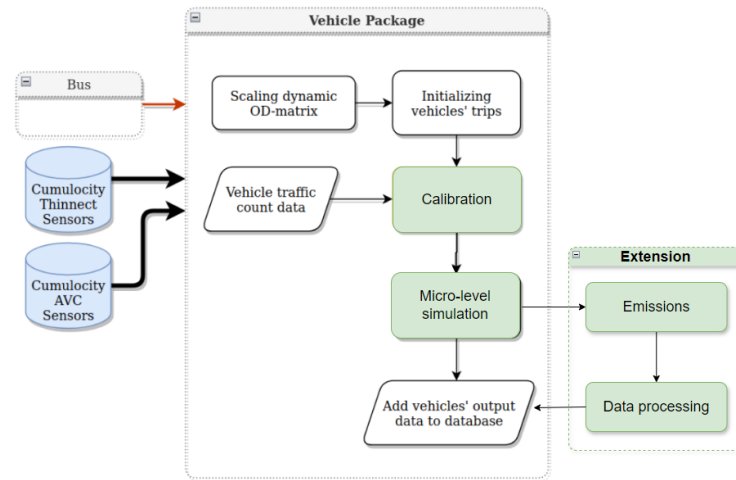 Vehicle Package
Bus
Scaling dynamic
OD-matrix
Initializing
vehicles' trips
Cumulocity
Thinnect
Sensors
Vehicle traffic
count data
Calibration
Cumulocity
AVC
Sensors
Micro-level
simulation
Extension
Emissions
Add vehicles' output
data to database
Data processing